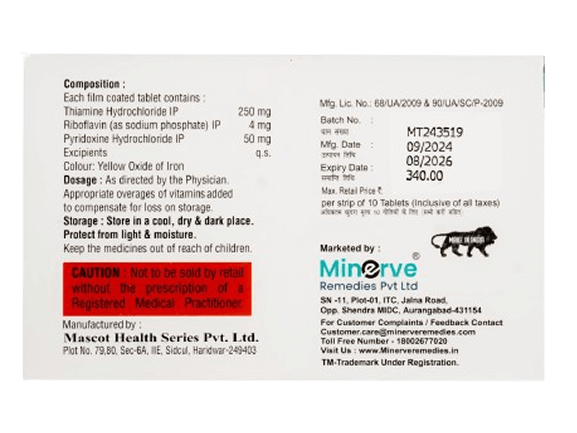 Composition :
Each film coated tablet contains :
Thiamine Hydrochloride IP 250 mg
Riboflavin (as sodium phosphate) IP 4 mg
Pyridoxine Hydrochloride IP 50 mg
Excipients q.s.
Colour: Yellow Oxide of Iron
Dosage : As directed by the Physician.
Appropriate overages of vitamins added
to compensate for loss on storage.
Storage : Store in a cool, dry & dark place.
Protect from light & moisture.
Keep the medicines out of reach of children.
CAUTION : Not to be sold by retail
without the prescription of a
Registered Medical Practitioner.
Manufactured by :
Mascot Health Series Pvt. Ltd.
Plot No. 79,80, Sec-6A, IIE, Sidcul, Haridwar-249403
Mfg. Lic. No.: 68/UA/2009 & 90/UA/SC/P-2009
Batch No. :
MT243519
Mfg. Date : 09/2024
Expiry Date : 08/2026
Max. Retail Price ₹: 340.00
per strip of 10 Tablets (Inclusive of all taxes)
Marketed by :
MAKE IN INDIA
Minerve®
Remedies Pvt Ltd
SN -11, Plot-01, ITC, Jalna Road,
Opp. Shendra MIDC, Aurangabad-431154
For Customer Complaints / Feedback Contact
Customer.care@minerveremedies.com
Toll Free Number - 18002677020
Visit Us : www.Minerveremedies.in
TM-Trademark Under Registration.